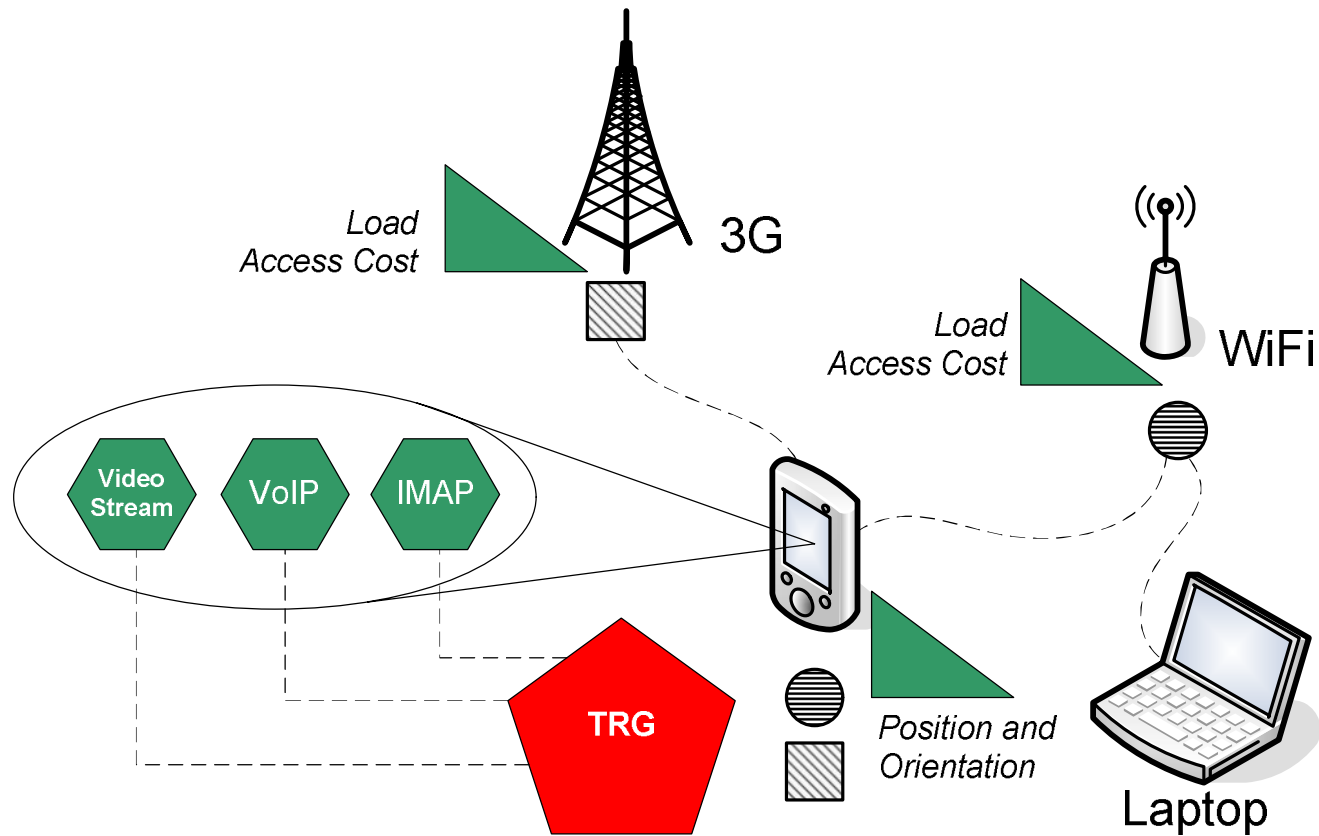 3G
Load
Access Cost
Load
Access Cost
WiFi
Video
Stream
VoIP
IMAP
TRG
Position and
Orientation
Laptop